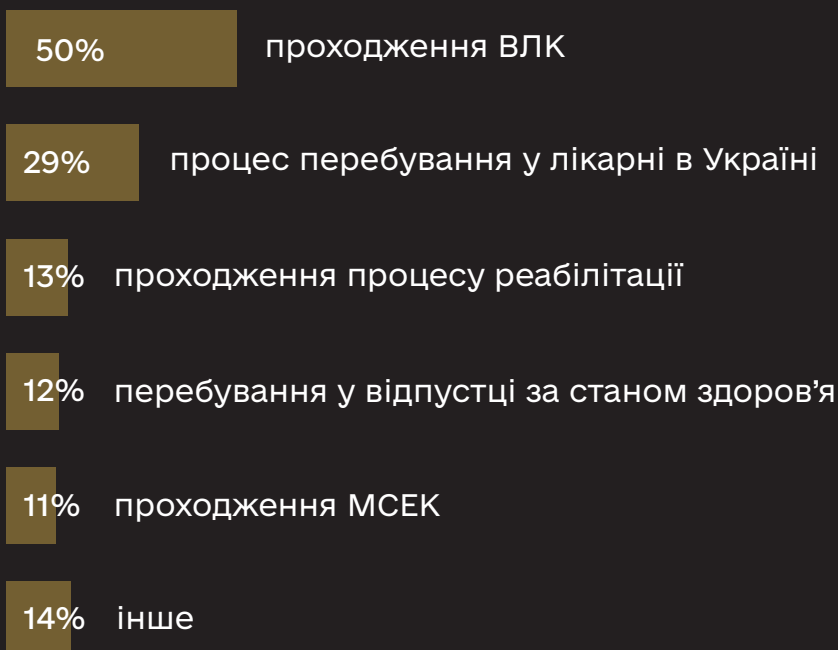 50% проходження ВЛК
29% процес перебування у лікарні в Україні
13% проходження процесу реабілітації
12% перебування у відпустці за станом здоров’я
11% проходження МСЕК
14% інше